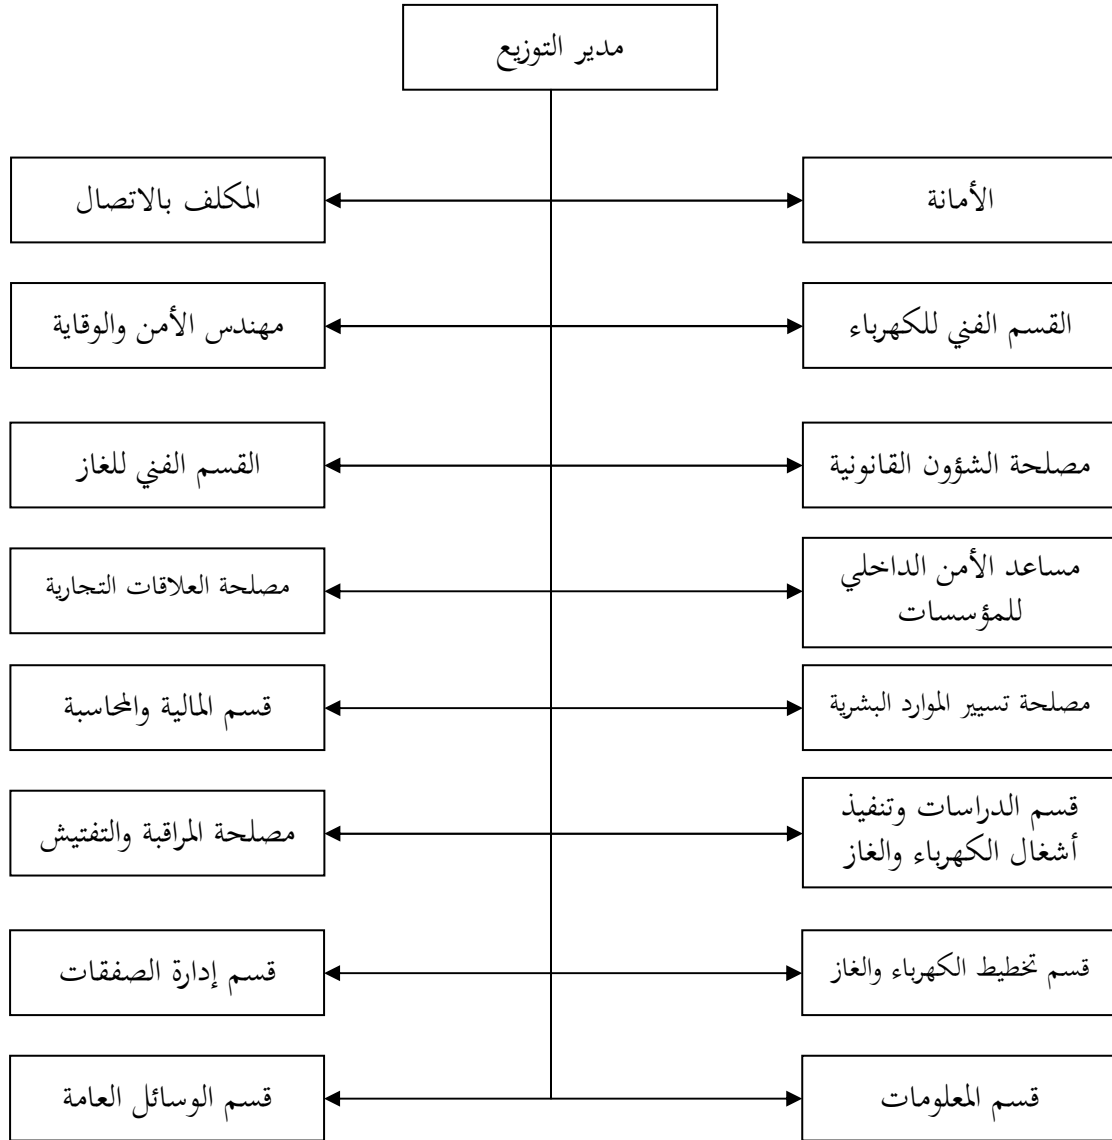 مدير التوزيع
الأمانة
المكلف بالاتصال
القسم الفني للكهرباء
مهندس الأمن والوقاية
مصلحة الشؤون القانونية
القسم الفني للغاز
مساعد الأمن الداخلي
للمؤسسات
مصلحة العلاقات التجارية
مصلحة تسيير الموارد البشرية
قسم المالية والمحاسبة
قسم الدراسات وتنفيذ
أشغال الكهرباء والغاز
مصلحة المراقبة والتفتيش
قسم تخطيط الكهرباء والغاز
قسم إدارة الصفقات
قسم المعلومات
قسم الوسائل العامة